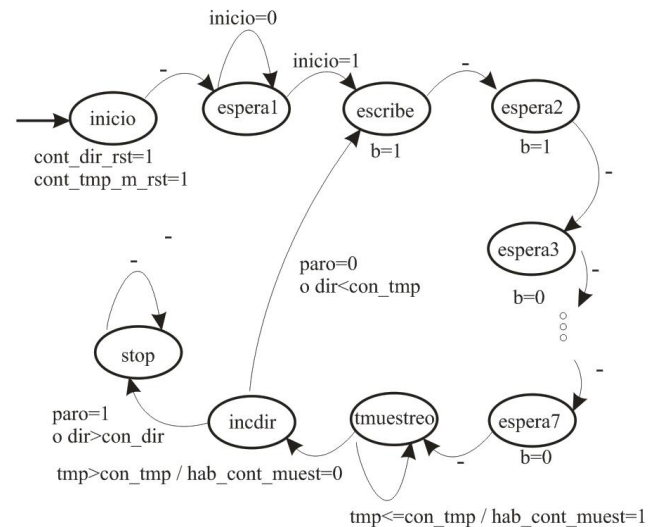 inicio=0
-
inicio=1
-
inicio
espera1
escribe
espera2
cont_dir_rst=1
cont_tmp_m_rst=1
b=1
b=1
-
-
-
espera3
-
paro=0
o dir<con_tmp
b=0
stop
-
paro=1
o dir>con_dir
incdir
tmuestreo
espera7
tmp>con_tmp / hab_cont_muest=0
-
b=0
tmp<=con_tmp / hab_cont_muest=1